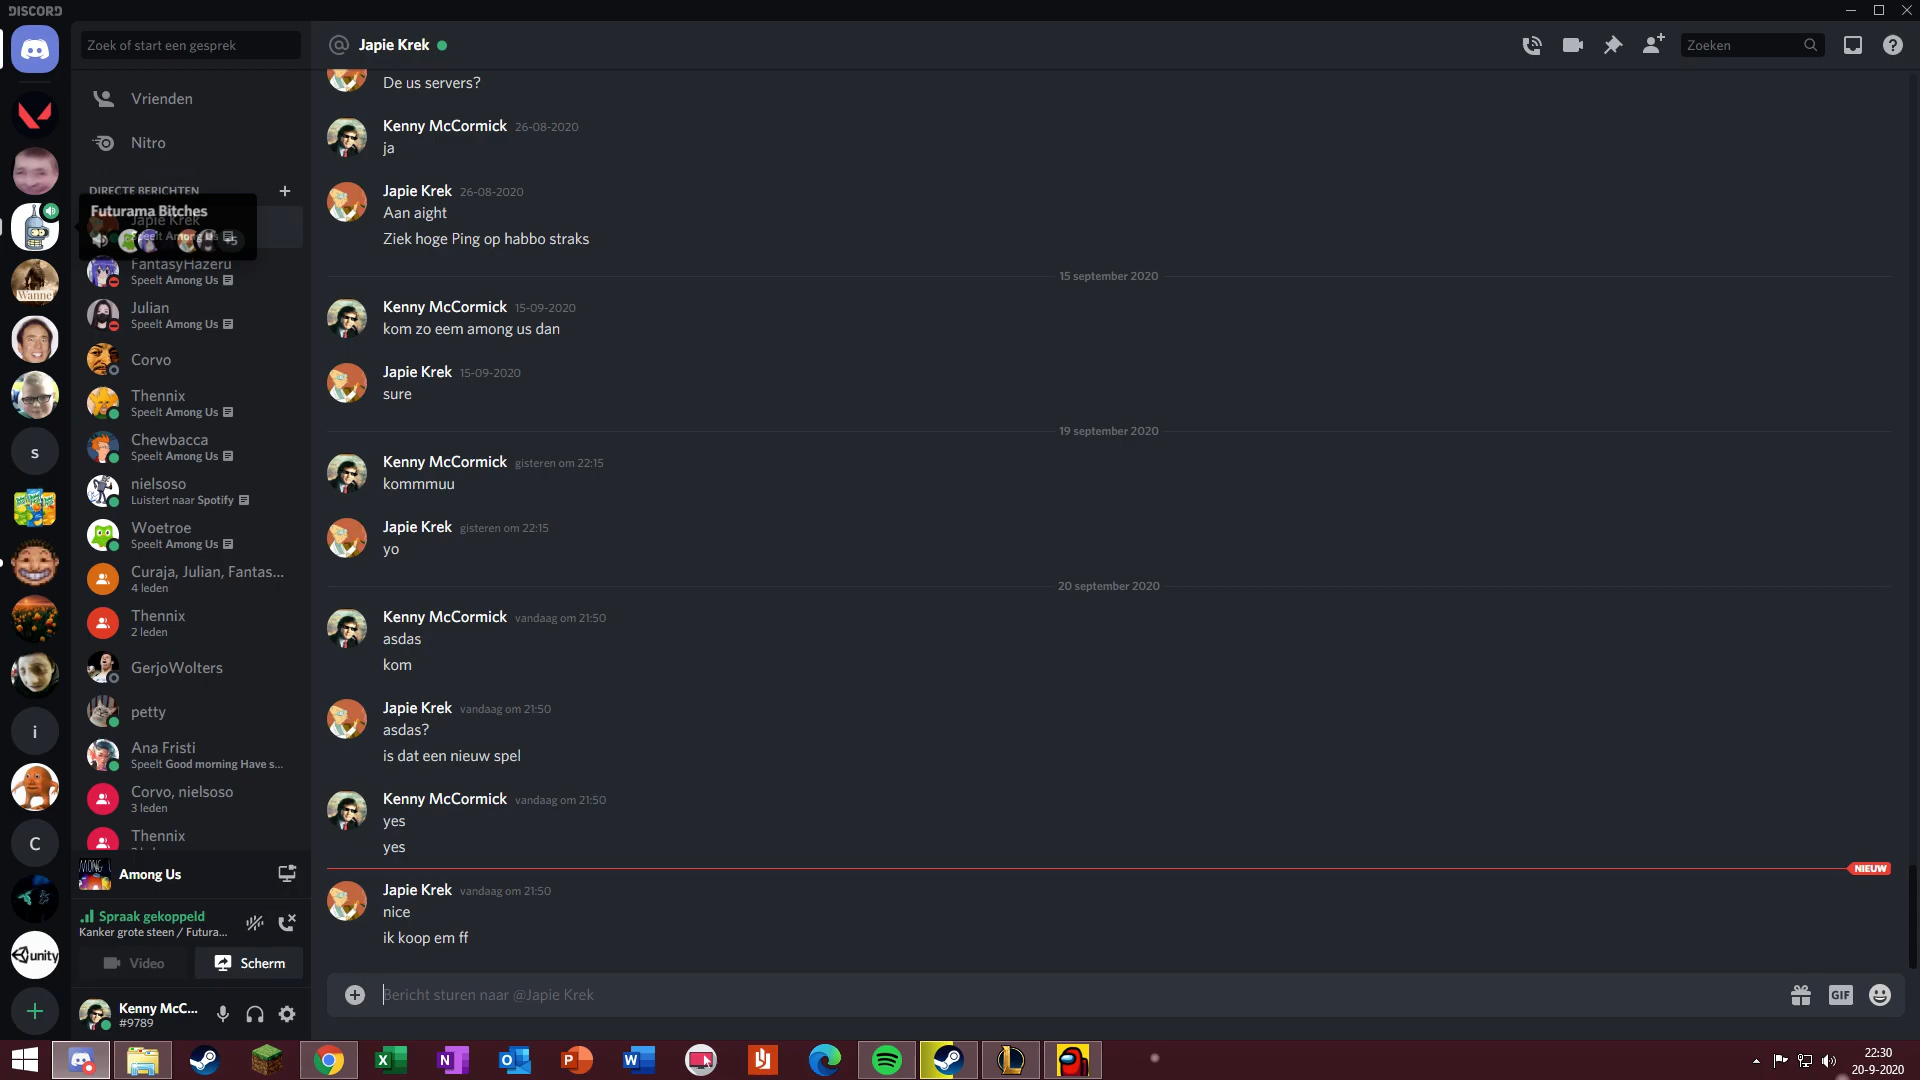 DISCORD
Zoek of start een gesprek
Vrienden
Nitro
DIRECTE BERICHTEN
Futurama Bitches
Japie Krek
Speelt Among Us
+5
FantasyHazeru
Speelt Among Us
Julian
Speelt Among Us
Corvo
Thennix
Speelt Among Us
Chewbacca
Speelt Among Us
nielsoso
Luistert naar Spotify
Woetroe
Speelt Among Us
Curaja, Julian, Fantas...
4 leden
Thennix
2 leden
GerjoWolters
petty
Ana Fristi
Speelt Good morning Have s...
Corvo, nielsoso
3 leden
Thennix
Wanne
s
i
C
unity
Among Us
Spraak gekoppeld
Kanker grote steen / Futura...
Video
Scherm
Kenny McC...
#9789
Japie Krek
Zoeken
De us servers?
Kenny McCormick 26-08-2020
ja
Japie Krek 26-08-2020
Aan aight
Ziek hoge Ping op habbo straks
15 september 2020
Kenny McCormick 15-09-2020
kom zo eem among us dan
Japie Krek 15-09-2020
sure
19 september 2020
Kenny McCormick gisteren om 22:15
kommmuu
Japie Krek gisteren om 22:15
yo
20 september 2020
Kenny McCormick vandaag om 21:50
asdas
kom
Japie Krek vandaag om 21:50
asdas?
is dat een nieuw spel
Kenny McCormick vandaag om 21:50
yes
yes
NIEUW
Japie Krek vandaag om 21:50
nice
ik koop em ff
Bericht sturen naar @Japie Krek
GIF
22:30
20-9-2020